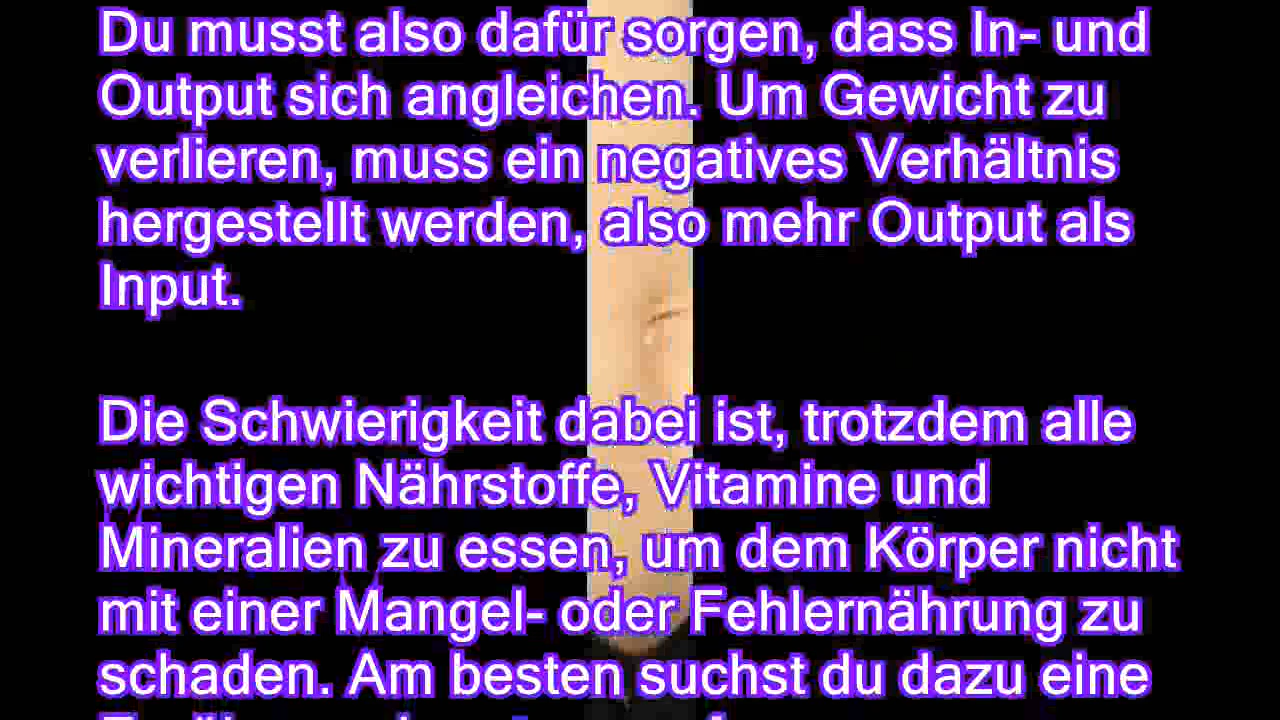 Du musst also dafür sorgen, dass In- und
Output sich angleichen. Um Gewicht zu
verlieren, muss ein negatives Verhältnis
hergestellt werden, also mehr Output als
Input.
Die Schwierigkeit dabei ist, trotzdem alle
wichtigen Nährstoffe, Vitamine und
Mineralien zu essen, um dem Körper nicht
mit einer Mangel- oder Fehlernährung zu
schaden. Am besten suchst du dazu eine